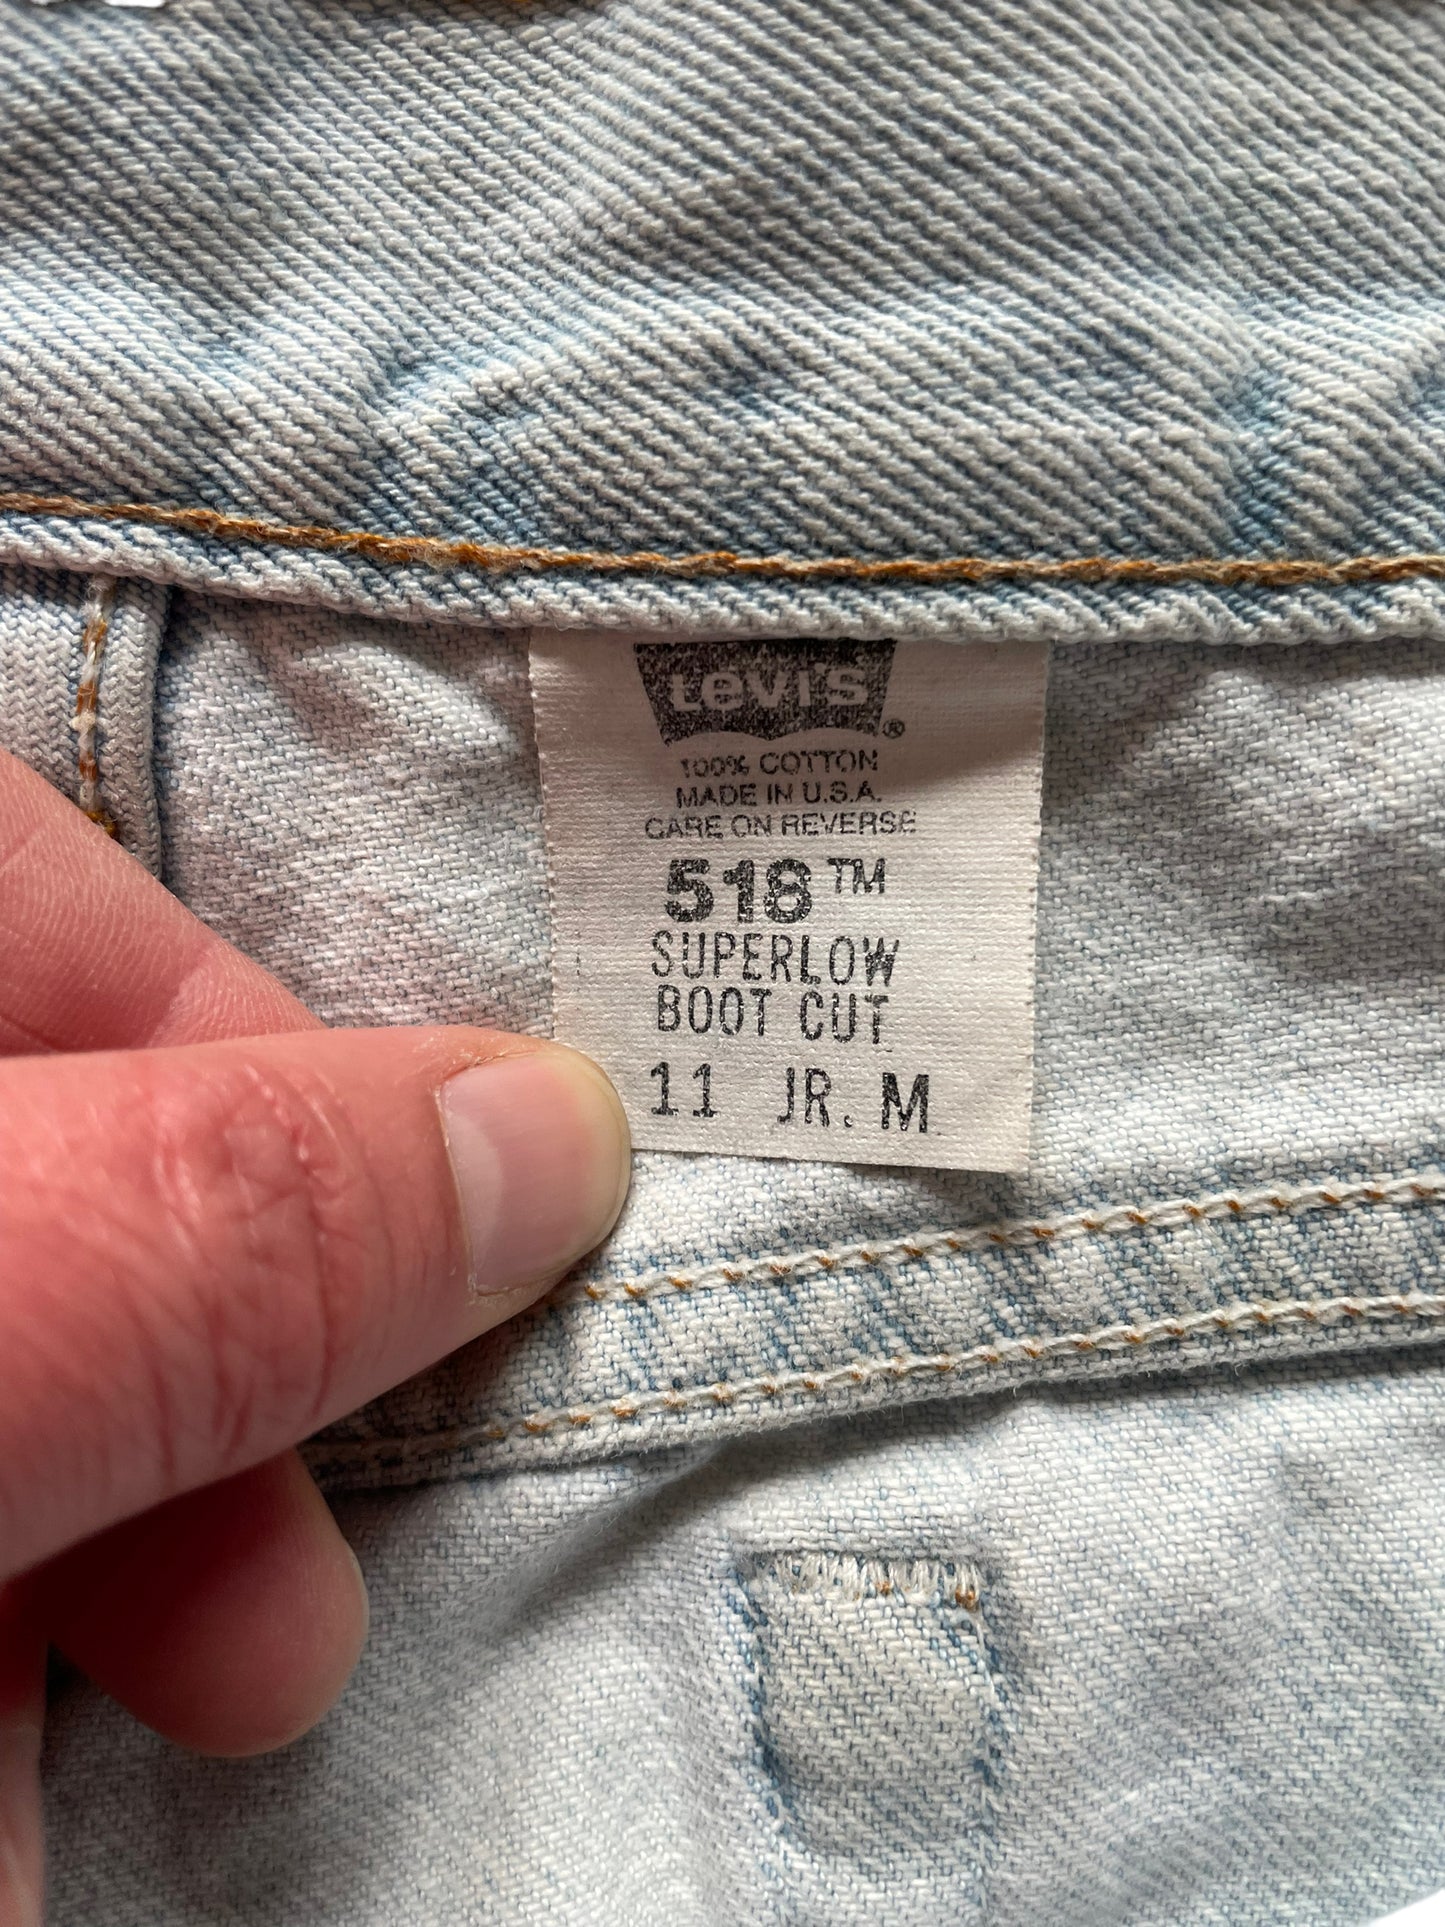 Levi's®
100% COTTON
MADE IN U.S.A.
CARE ON REVERSE
518™
SUPERLOW
BOOT CUT
11 JR. M